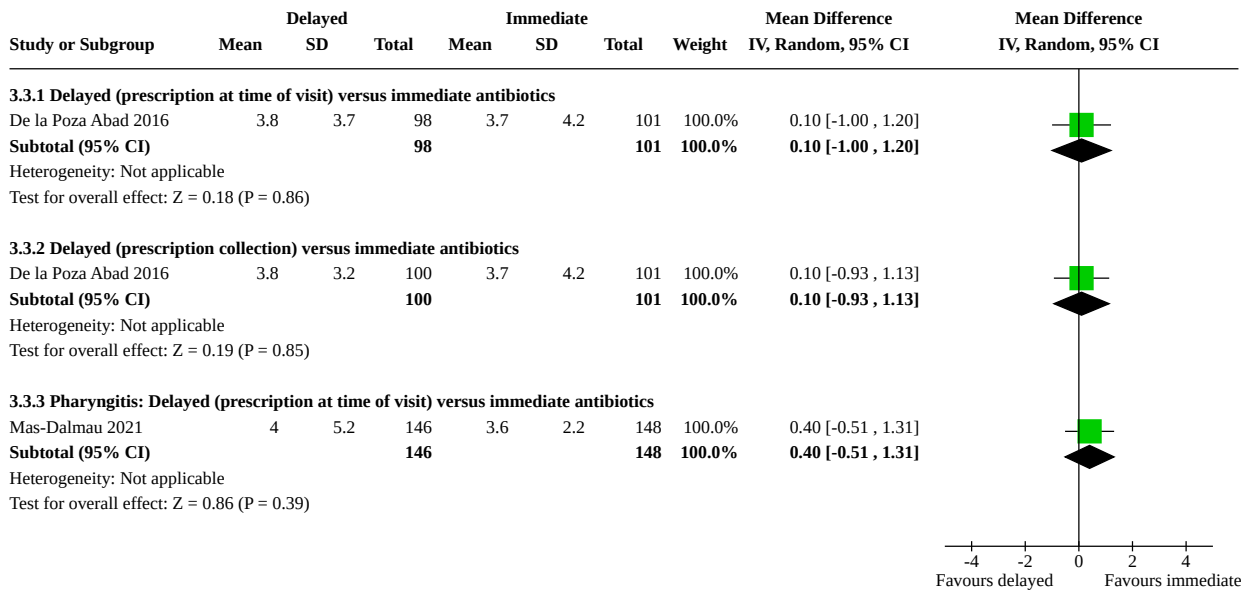 Delayed Immediate Mean Difference Mean Difference
Study or Subgroup Mean SD Total Mean SD Total Weight IV, Random, 95% CI IV, Random, 95% CI
3.3.1 Delayed (prescription at time of visit) versus immediate antibiotics
De la Poza Abad 2016 3.8 3.7 98 3.7 4.2 101 100.0% 0.10 [-1.00 , 1.20]
Subtotal (95% CI) 98 101 100.0% 0.10 [-1.00 , 1.20]
Heterogeneity: Not applicable
Test for overall effect: Z = 0.18 (P = 0.86)
3.3.2 Delayed (prescription collection) versus immediate antibiotics
De la Poza Abad 2016 3.8 3.2 100 3.7 4.2 101 100.0% 0.10 [-0.93 , 1.13]
Subtotal (95% CI) 100 101 100.0% 0.10 [-0.93 , 1.13]
Heterogeneity: Not applicable
Test for overall effect: Z = 0.19 (P = 0.85)
3.3.3 Pharyngitis: Delayed (prescription at time of visit) versus immediate antibiotics
Mas-Dalmau 2021 4 5.2 146 3.6 2.2 148 100.0% 0.40 [-0.51 , 1.31]
Subtotal (95% CI) 146 148 100.0% 0.40 [-0.51 , 1.31]
Heterogeneity: Not applicable
Test for overall effect: Z = 0.86 (P = 0.39)
-4 -2 0 2 4
Favours delayed Favours immediate